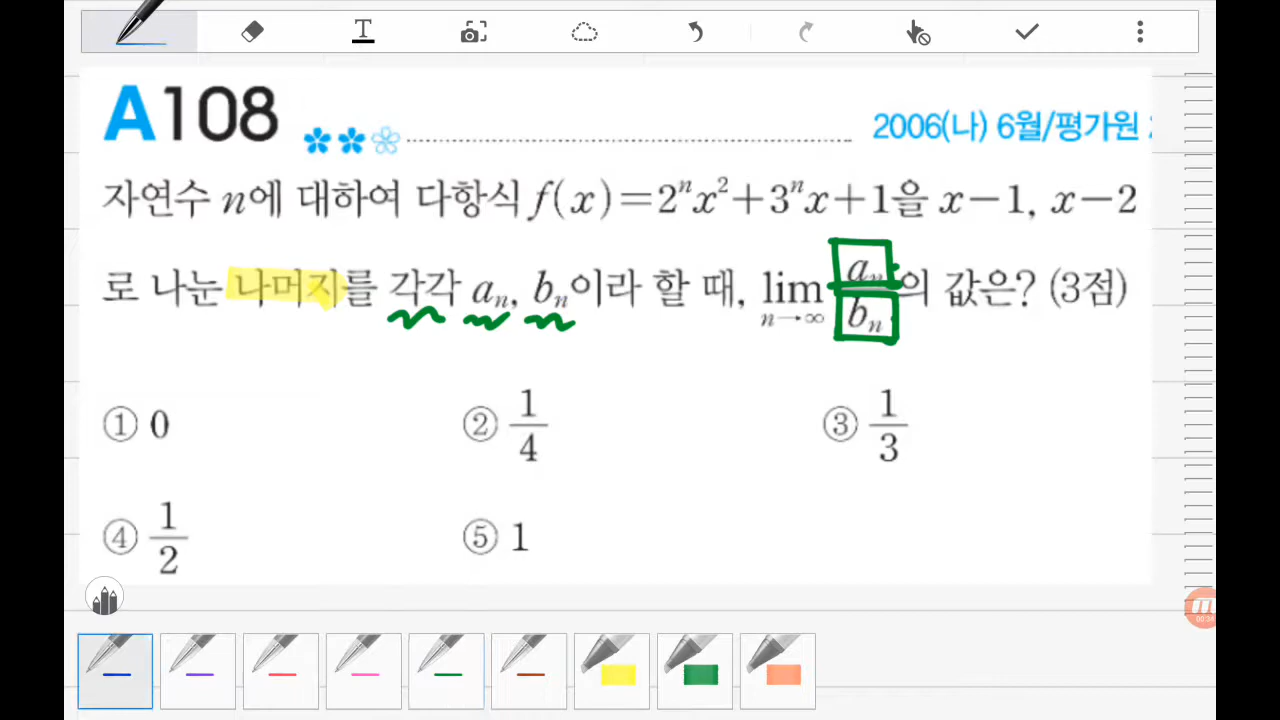 T
A108
2006(나) 6월/평가원
자연수 n에 대하여 다항식 f(x)=2ⁿx²+3ⁿx+1을 x-1, x-2
로 나눈 나머지를 각각 aₙ, bₙ이라 할 때, lim n→∞ aₙ/bₙ의 값은? (3점)
① 0 ② 1/4 ③ 1/3
④ 1/2 ⑤ 1
00:34